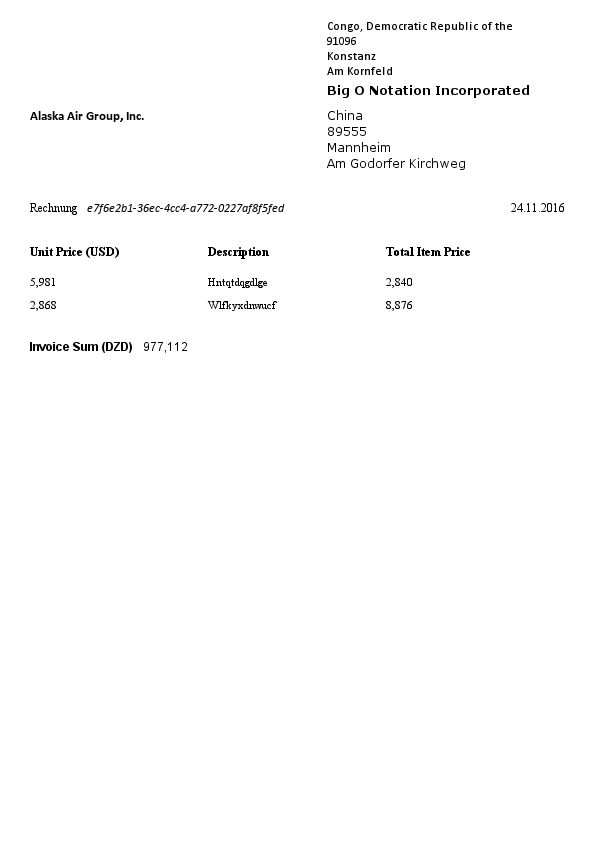 Congo, Democratic Republic of the
91096
Konstanz
Am Kornfeld
Big O Notation Incorporated
Alaska Air Group, Inc.
China
89555
Mannheim
Am Godorfer Kirchweg
Rechnung e7f6e2b1-36ec-4cc4-a772-0227af8f5fed 24.11.2016
Unit Price (USD) Description Total Item Price
5,981 Hntqtdqgdlge 2,840
2,868 Wlfkyxdnwucf 8,876
Invoice Sum (DZD) 977,112